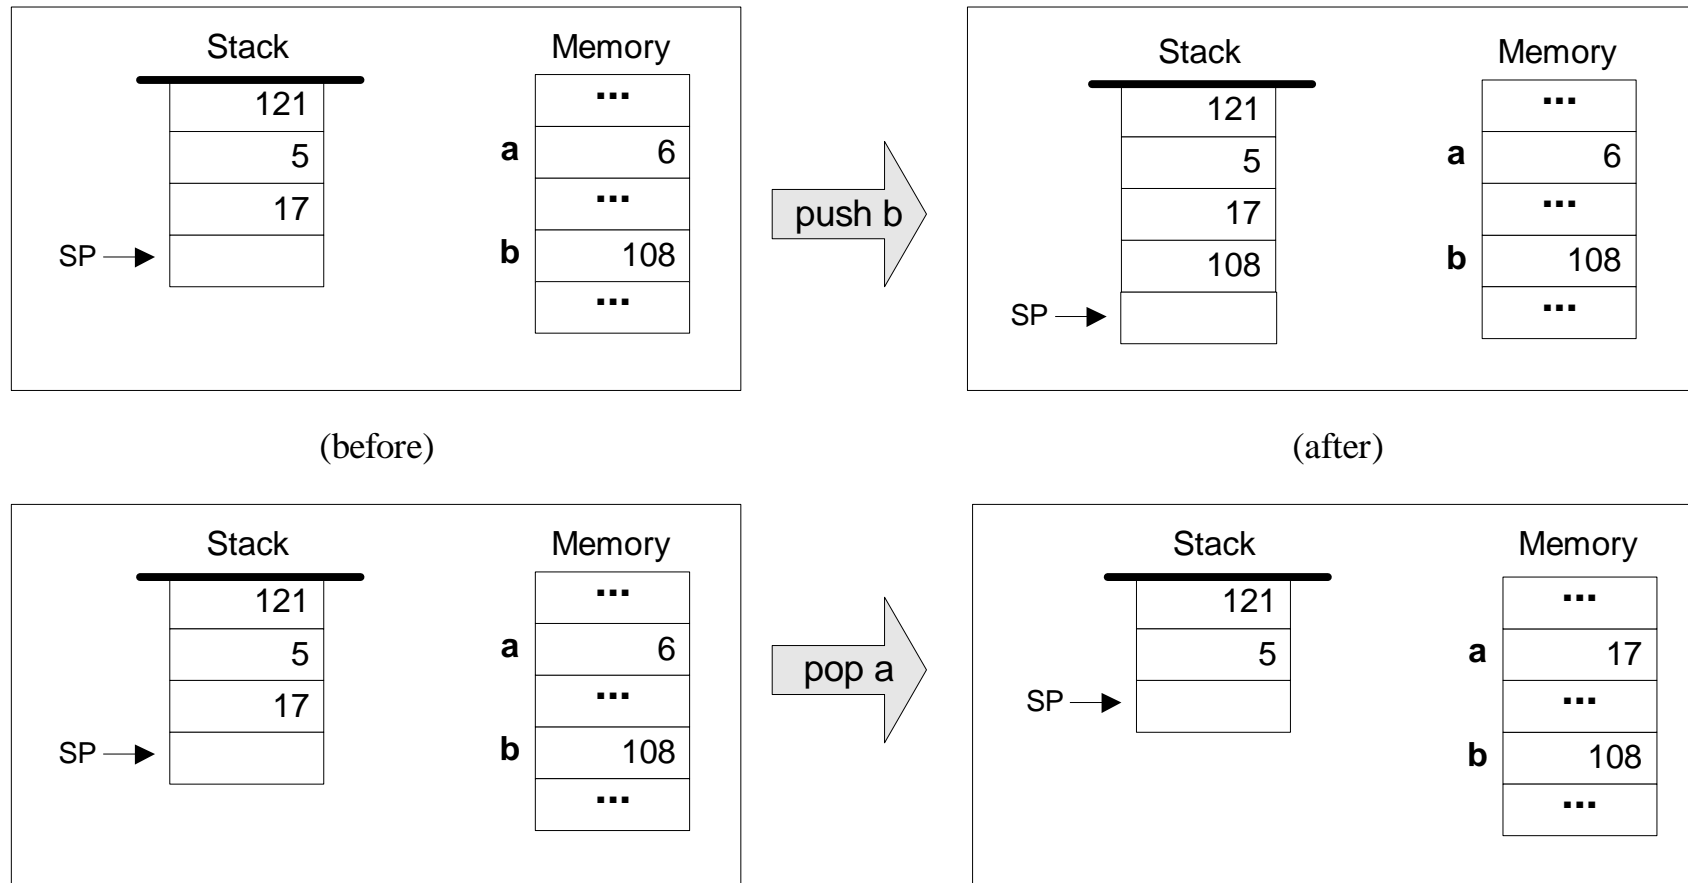 Stack Memory Stack Memory
121 ... 121 ...
5 a 6 5 a 6
17 ... push b 17 ...
SP b 108 108 b 108
... SP ...
(before) (after)
Stack Memory Stack Memory
121 ... 121 ...
5 a 6 5 a 17
17 ... pop a SP ...
SP b 108 b 108
... ...